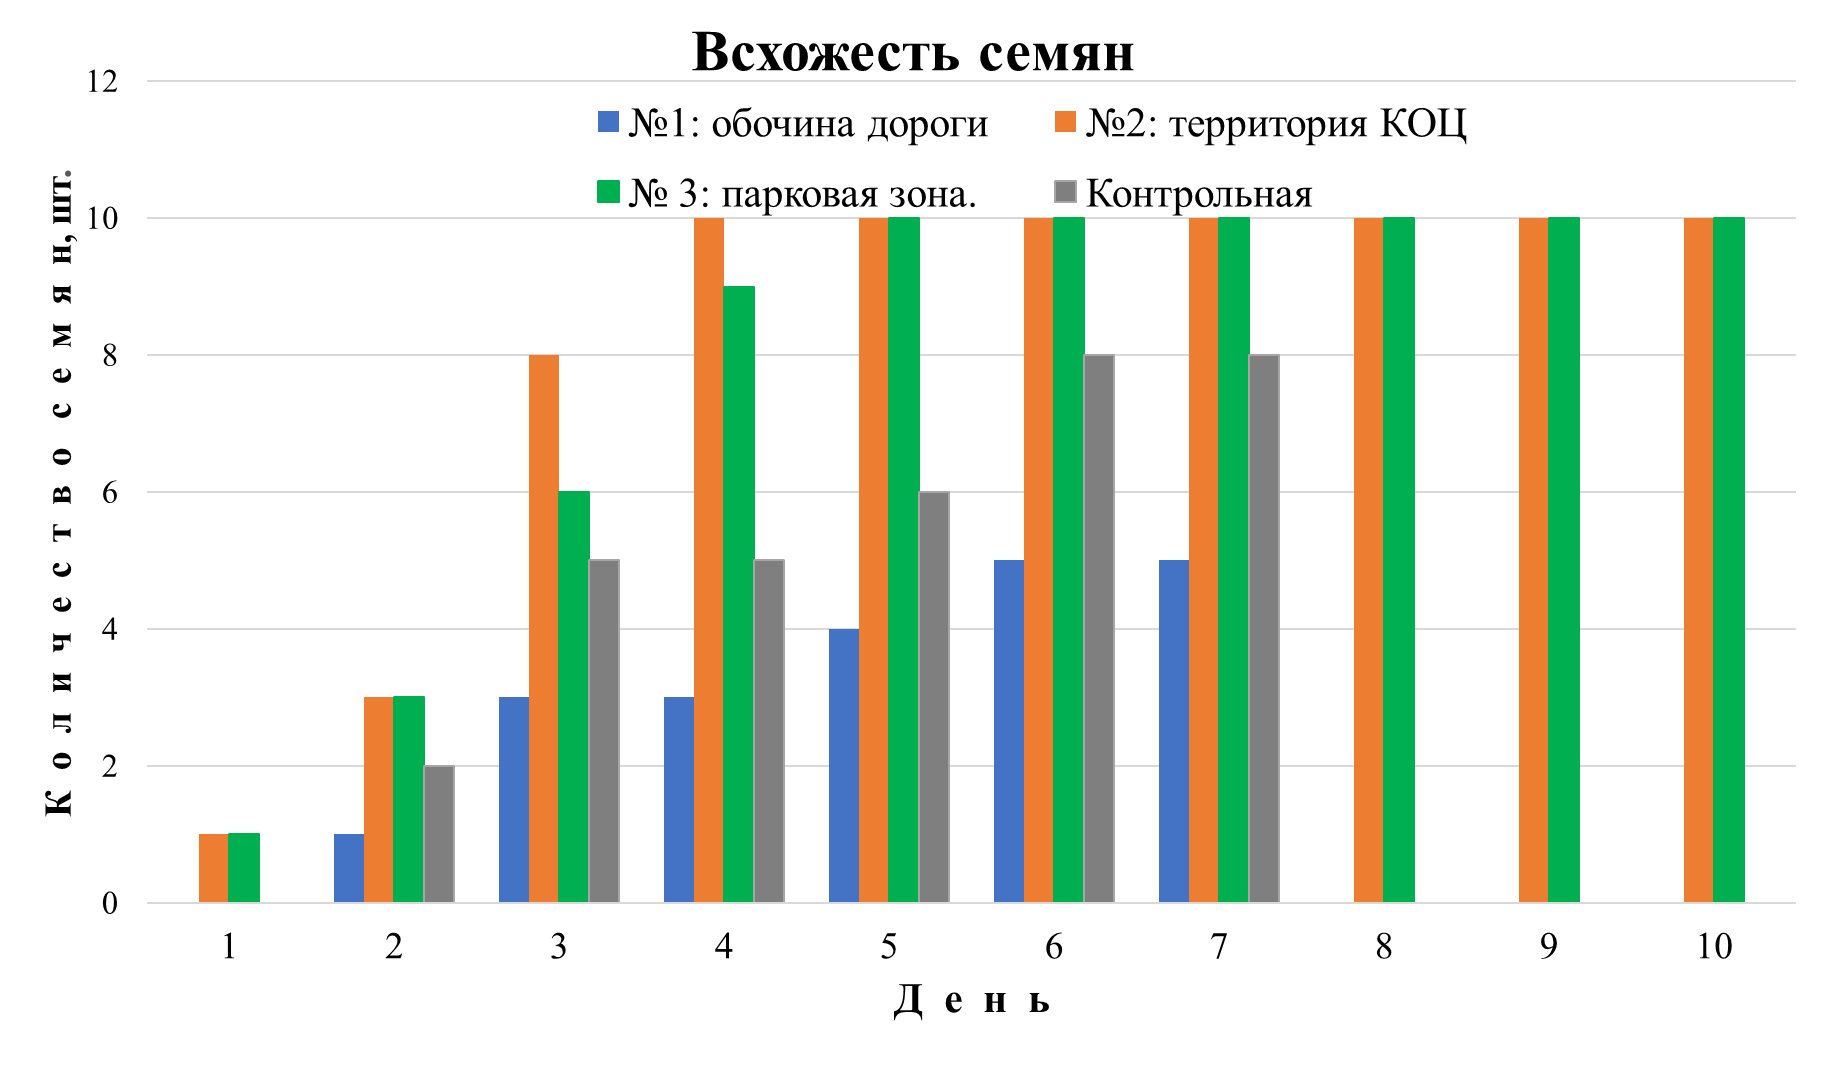 Всхожесть семян
№1: обочина дороги
№2: территория КОЦ
№ 3: парковая зона.
Контрольная
К о л и ч е с т в о с е м я н, шт.
12
10
8
6
4
2
0
1 2 3 4 5 6 7 8 9 10
Д е н ь